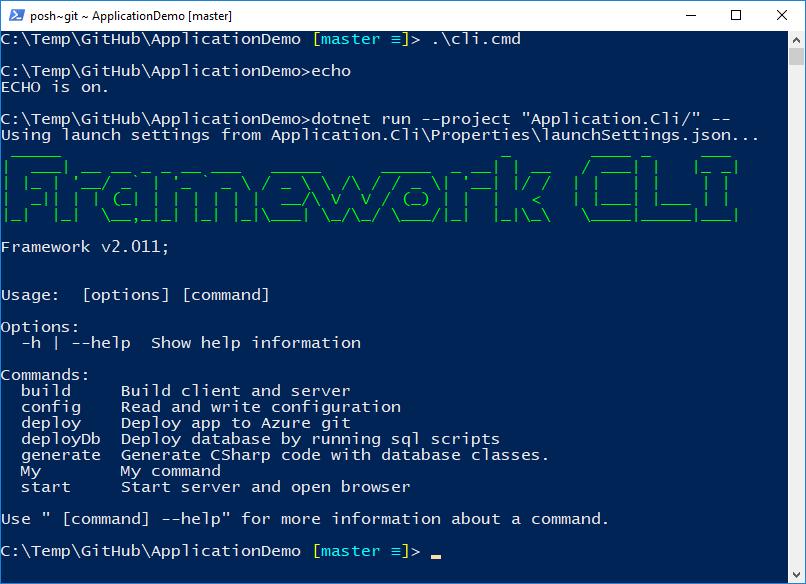 posh~git ~ ApplicationDemo [master]
C:\Temp\GitHub\ApplicationDemo [master ≡]> .\cli.cmd
C:\Temp\GitHub\ApplicationDemo>echo
ECHO is on.
C:\Temp\GitHub\ApplicationDemo>dotnet run --project "Application.Cli/" --
Using launch settings from Application.Cli\Properties\launchSettings.json...
Framework CLI
Framework v2.011;
Usage:  [options] [command]
Options:
  -h | --help  Show help information
Commands:
  build     Build client and server
  config    Read and write configuration
  deploy    Deploy app to Azure git
  deployDb  Deploy database by running sql scripts
  generate  Generate CSharp code with database classes.
  My        My command
  start     Start server and open browser
Use " [command] --help" for more information about a command.
C:\Temp\GitHub\ApplicationDemo [master ≡]>